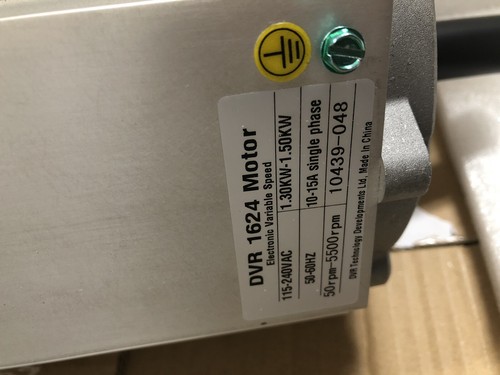 DVR 1624 Motor
Electronic Variable Speed
115-240VAC 1.30KW-1.50KW
50-60HZ 10-15A single phase
50rpm-5500rpm 10439-048
DVR Technology Developments Ltd, Made in China